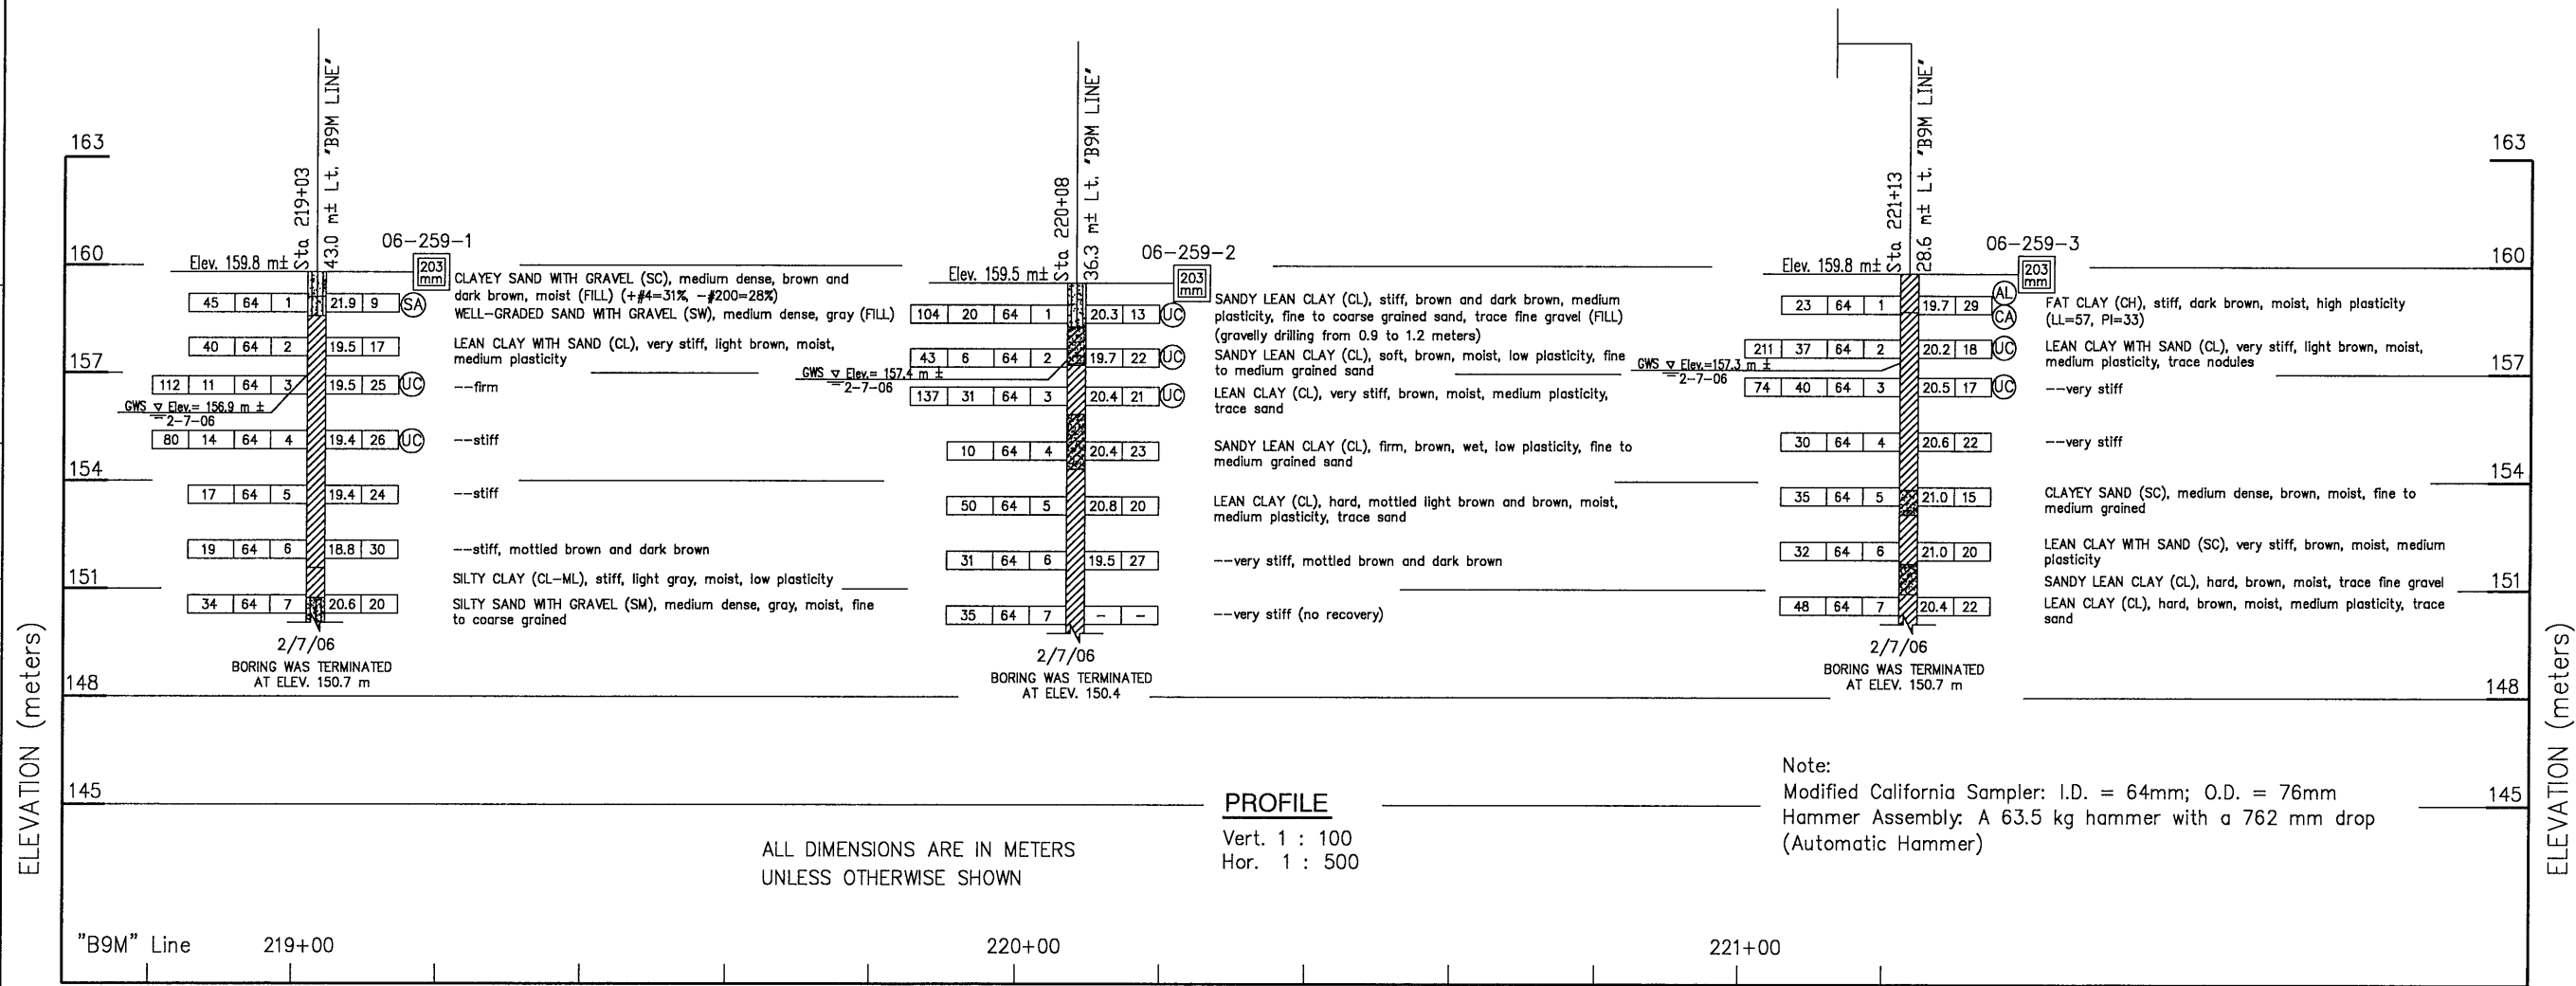 163
160
157
154
151
148
145
ELEVATION (meters)
Sta 219+03
43.0 m± Lt. "B9M LINE"
06-259-1
Elev. 159.8 m±
203
mm
45 64 1 21.9 9 SA
CLAYEY SAND WITH GRAVEL (SC), medium dense, brown and
dark brown, moist (FILL) (+#4=31%, -#200=28%)
WELL-GRADED SAND WITH GRAVEL (SW), medium dense, gray (FILL)
40 64 2 19.5 17
LEAN CLAY WITH SAND (CL), very stiff, light brown, moist,
medium plasticity
112 11 64 3 19.5 25 UC
--firm
GWS Elev.= 156.9 m ±
2-7-06
80 14 64 4 19.4 26 UC
--stiff
17 64 5 19.4 24
--stiff
19 64 6 18.8 30
--stiff, mottled brown and dark brown
SILTY CLAY (CL-ML), stiff, light gray, moist, low plasticity
34 64 7 20.6 20
SILTY SAND WITH GRAVEL (SM), medium dense, gray, moist, fine
to coarse grained
2/7/06
BORING WAS TERMINATED
AT ELEV. 150.7 m
Sta 220+08
36.3 m± Lt. "B9M LINE"
06-259-2
Elev. 159.5 m±
203
mm
104 20 64 1 20.3 13 UC
SANDY LEAN CLAY (CL), stiff, brown and dark brown, medium
plasticity, fine to coarse grained sand, trace fine gravel (FILL)
(gravelly drilling from 0.9 to 1.2 meters)
43 6 64 2 19.7 22 UC
SANDY LEAN CLAY (CL), soft, brown, moist, low plasticity, fine
to medium grained sand
GWS Elev.= 157.4 m ±
2-7-06
137 31 64 3 20.4 21 UC
LEAN CLAY (CL), very stiff, brown, moist, medium plasticity,
trace sand
10 64 4 20.4 23
SANDY LEAN CLAY (CL), firm, brown, wet, low plasticity, fine to
medium grained sand
50 64 5 20.8 20
LEAN CLAY (CL), hard, mottled light brown and brown, moist,
medium plasticity, trace sand
31 64 6 19.5 27
--very stiff, mottled brown and dark brown
35 64 7 - -
--very stiff (no recovery)
2/7/06
BORING WAS TERMINATED
AT ELEV. 150.4
Sta 221+13
28.6 m± Lt. "B9M LINE"
06-259-3
Elev. 159.8 m±
203
mm
23 64 1 19.7 29 AL CA
FAT CLAY (CH), stiff, dark brown, moist, high plasticity
(LL=57, PI=33)
211 37 64 2 20.2 18 UC
LEAN CLAY WITH SAND (CL), very stiff, light brown, moist,
medium plasticity, trace nodules
GWS Elev.=157.3 m ±
2-7-06
74 40 64 3 20.5 17 UC
--very stiff
30 64 4 20.6 22
--very stiff
35 64 5 21.0 15
CLAYEY SAND (SC), medium dense, brown, moist, fine to
medium grained
32 64 6 21.0 20
LEAN CLAY WITH SAND (SC), very stiff, brown, moist, medium
plasticity
SANDY LEAN CLAY (CL), hard, brown, moist, trace fine gravel
48 64 7 20.4 22
LEAN CLAY (CL), hard, brown, moist, medium plasticity, trace
sand
2/7/06
BORING WAS TERMINATED
AT ELEV. 150.7 m
163
160
157
154
151
148
145
ELEVATION (meters)
ALL DIMENSIONS ARE IN METERS
UNLESS OTHERWISE SHOWN
PROFILE
Vert. 1 : 100
Hor. 1 : 500
Note:
Modified California Sampler: I.D. = 64mm; O.D. = 76mm
Hammer Assembly: A 63.5 kg hammer with a 762 mm drop
(Automatic Hammer)
"B9M" Line 219+00 220+00 221+00